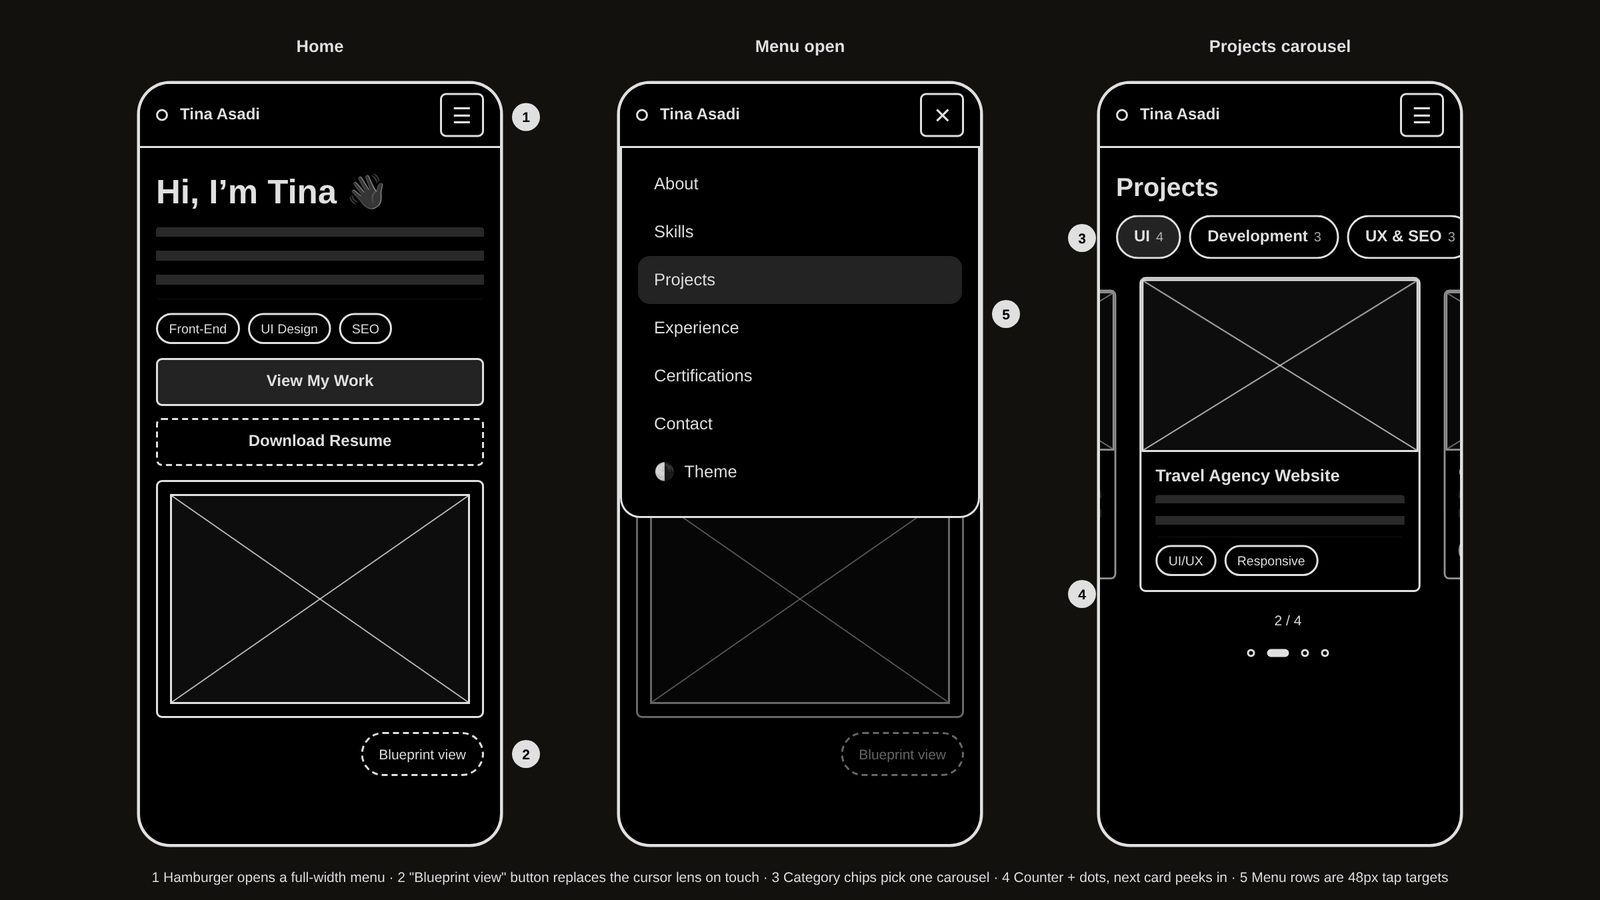 Home
Menu open
Projects carousel
Tina Asadi
1
Hi, I’m Tina 👋
Front-End
UI Design
SEO
View My Work
Download Resume
Blueprint view
2
Tina Asadi
About
Skills
Projects
Experience
Certifications
Contact
Theme
5
Blueprint view
Tina Asadi
Projects
3
UI 4
Development 3
UX & SEO 3
Travel Agency Website
UI/UX
Responsive
4
2 / 4
1 Hamburger opens a full-width menu · 2 "Blueprint view" button replaces the cursor lens on touch · 3 Category chips pick one carousel · 4 Counter + dots, next card peeks in · 5 Menu rows are 48px tap targets